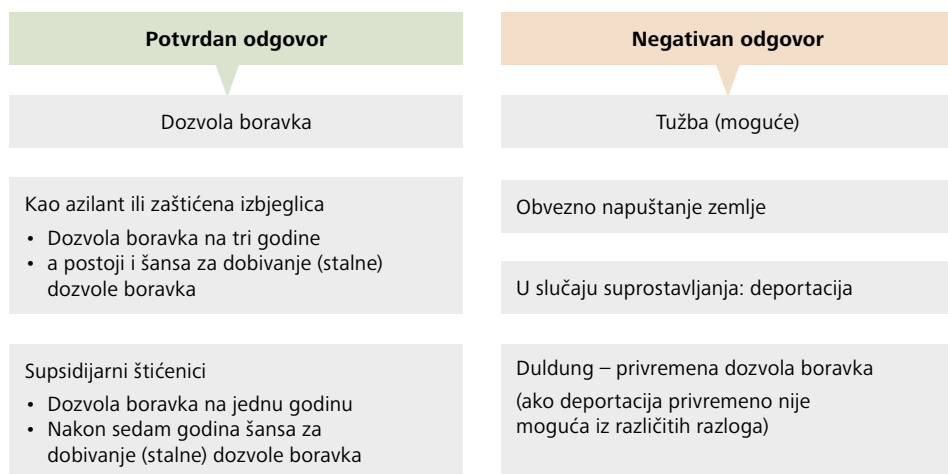 Potvrdan odgovor
Dozvola boravka
Kao azilant ili zaštićena izbjeglica
• Dozvola boravka na tri godine
• a postoji i šansa za dobivanje (stalne)
dozvole boravka
Supsidijarni štićenici
• Dozvola boravka na jednu godinu
• Nakon sedam godina šansa za
dobivanje (stalne) dozvole boravka
Negativan odgovor
Tužba (moguće)
Obvezno napuštanje zemlje
U slučaju suprostavljanja: deportacija
Duldung – privremena dozvola boravka
(ako deportacija privremeno nije
moguća iz različitih razloga)